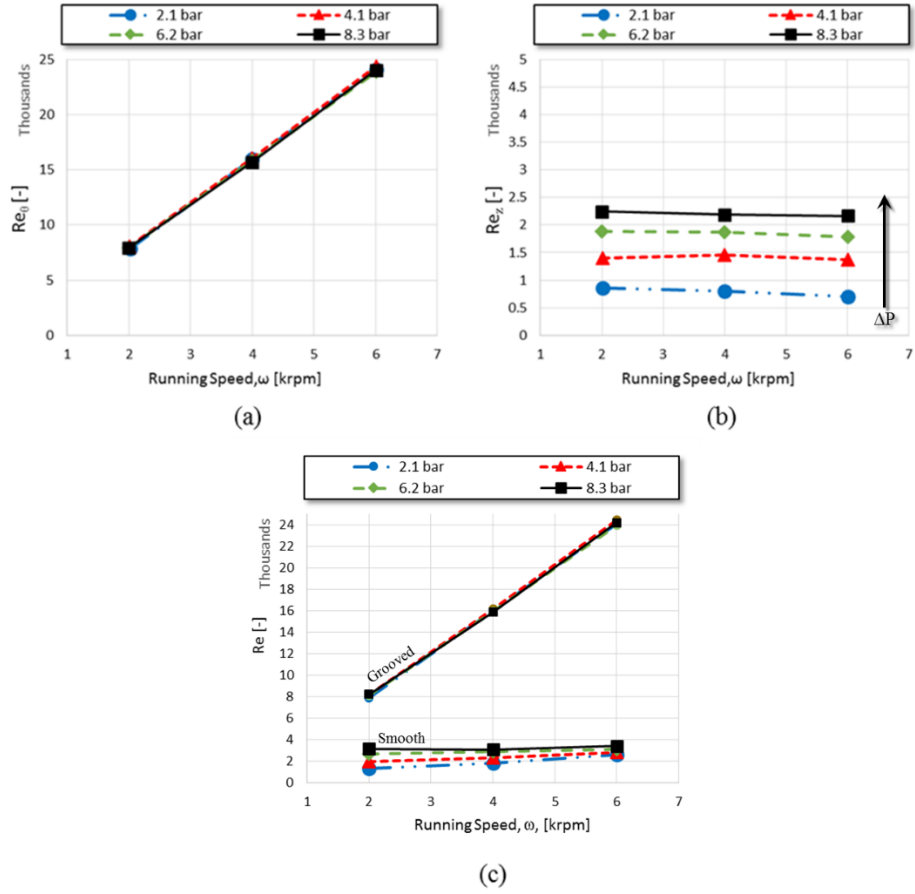 2.1 bar 4.1 bar
6.2 bar 8.3 bar
25
20
15
10
5
0
Thousands
Reθ [-]
1 2 3 4 5 6 7
Running Speed,ω [krpm]
(a)
2.1 bar 4.1 bar
6.2 bar 8.3 bar
5
4.5
4
3.5
3
2.5
2
1.5
1
0.5
0
Thousands
Rez [-]
ΔP
1 2 3 4 5 6 7
Running Speed,ω [krpm]
(b)
2.1 bar 4.1 bar
6.2 bar 8.3 bar
24
22
20
18
16
14
12
10
8
6
4
2
0
Thousands
Re [-]
Grooved
Smooth
1 2 3 4 5 6 7
Running Speed, ω, [krpm]
(c)